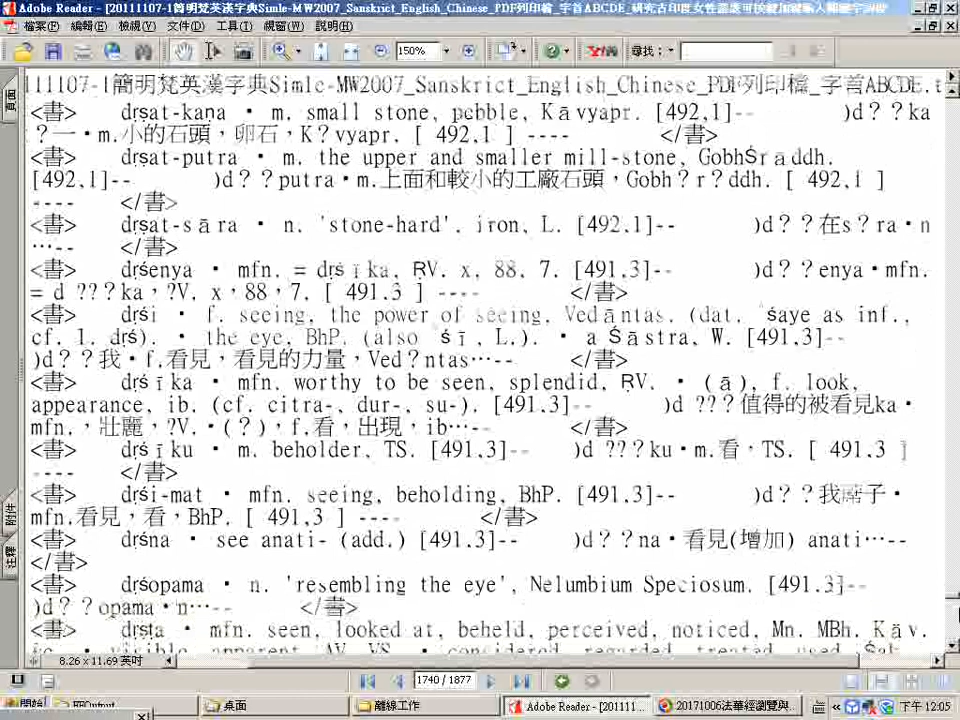 Adobe Reader - [20111107-1簡明梵英漢字典Simle-MW2007_Sanskrict_English_Chinese_PDF列印檔_字首ABCDE
檔案(F) 編輯(E) 檢視(V) 文件(D) 工具(T) 視窗(W) 說明(H)
150% 尋找：
11107-1簡明梵英漢字典Simle-MW2007_Sanskrict_English_Chinese_PDF列印檔_字首ABCDE.t
<書> dṛṣat-kaṇa ‧ m. small stone, pebble, Kāvyapr. [492,1]-- )d？？ka
？一‧m.小的石頭，卵石，K？vyapr. [ 492,1 ] ---- </書>
<書> dṛṣat-putra ‧ m. the upper and smaller mill-stone, GobhŚrāddh.
[492,1]-- )d？？putra‧m.上面和較小的工廠石頭，Gobh？r？ddh. [ 492,1 ]
---- </書>
<書> dṛṣat-sāra ‧ n. 'stone-hard', iron, L. [492,1]-- )d？？在s？ra‧n
…-- </書>
<書> dṛśenya ‧ mfn. = dṛśīka, ṚV. x, 88, 7. [491,3]-- )d？？enya‧mfn.
= d ???ka，?V. x，88，7. [ 491.3 ] ---- </書>
<書> dṛśi ‧ f. seeing, the power of seeing, Vedāntas. (dat. śaye as inf.,
cf. 1. dṛś). ‧ the eye, BhP. (also śī, L.). ‧ a Śāstra, W. [491,3]--
)d？？我‧f.看見，看見的力量，Ved？ntas…-- </書>
<書> dṛśīka ‧ mfn. worthy to be seen, splendid, ṚV. ‧ (ā), f. look,
appearance, ib. (cf. citra-, dur-, su-). [491,3]-- )d ???值得的被看見ka‧
mfn.，壯麗，?V.‧(？)，f.看，出現，ib…-- </書>
<書> dṛśīku ‧ m. beholder, TS. [491,3]-- )d ???ku‧m.看，TS. [ 491.3 ]
---- </書>
<書> dṛśi-mat ‧ mfn. seeing, beholding, BhP. [491,3]-- )d？？我蓆子‧
mfn.看見，看，BhP. [ 491,3 ] ---- </書>
<書> dṛśna ‧ see anati- (add.) [491,3]-- )d？？na‧看見(增加) anati…--
</書>
<書> dṛśopama ‧ n. 'resembling the eye', Nelumbium Speciosum. [491,3]--
)d？？opama‧n…-- </書>
<書> dṛṣṭa ‧ mfn. seen, looked at, beheld, perceived, noticed, Mn. MBh. Kāv.
頁面
附件
註釋
8.26 x 11.69 英吋
1740 / 1877
開始 桌面 離線工作 Adobe Reader - [201111... 20171006法華經瀏覽與... 下午 12:05